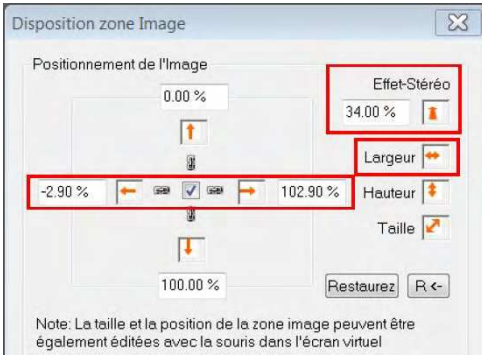 Disposition zone Image
Positionnement de l'Image
Effet-Stéréo
0.00 %
34.00 %
Largeur
-2.90 %
102.90 %
Hauteur
Taille
100.00 %
Restaurez
R <-
Note: La taille et la position de la zone image peuvent être
également éditées avec la souris dans l'écran virtuel